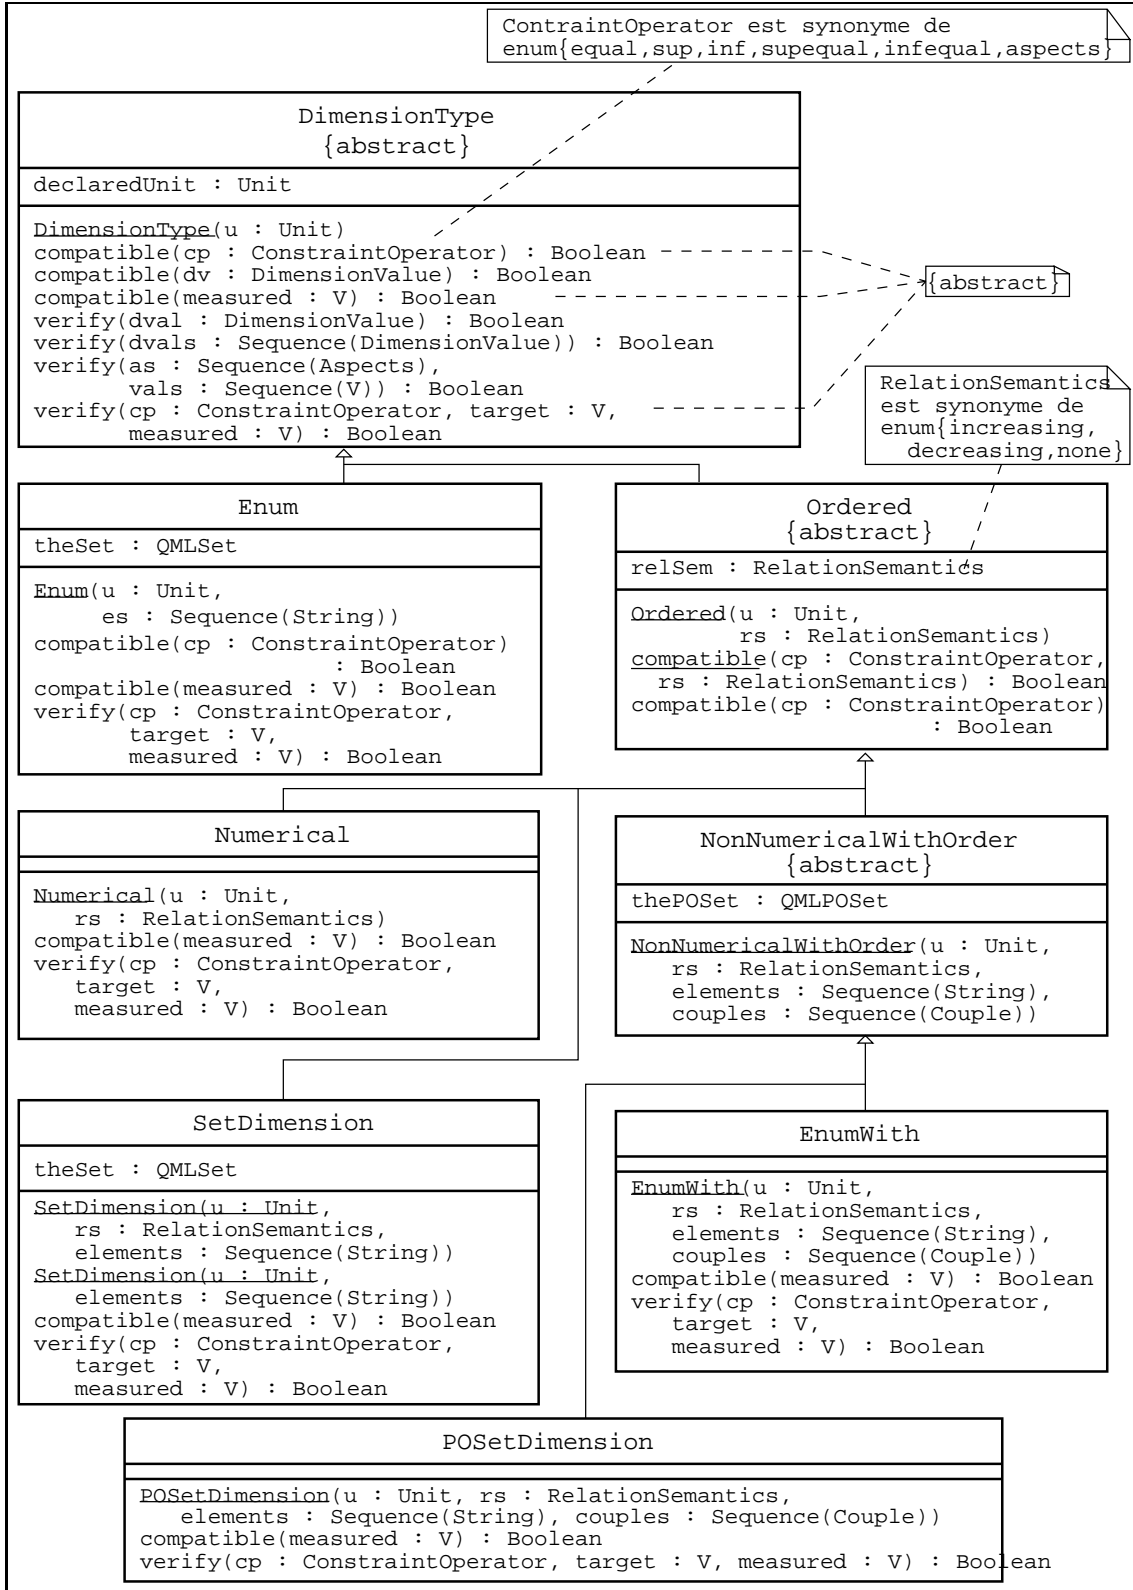 ContraintOperator est synonyme de
enum{equal,sup,inf,supequal,infequal,aspects}
DimensionType
{abstract}
declaredUnit : Unit
DimensionType(u : Unit)
compatible(cp : ConstraintOperator) : Boolean
compatible(dv : DimensionValue) : Boolean
compatible(measured : V) : Boolean
verify(dval : DimensionValue) : Boolean
verify(dvals : Sequence(DimensionValue)) : Boolean
verify(as : Sequence(Aspects),
vals : Sequence(V)) : Boolean
verify(cp : ConstraintOperator, target : V,
measured : V) : Boolean
{abstract}
RelationSemantics
est synonyme de
enum{increasing,
decreasing,none}
Enum
theSet : QMLSet
Enum(u : Unit,
es : Sequence(String))
compatible(cp : ConstraintOperator)
: Boolean
compatible(measured : V) : Boolean
verify(cp : ConstraintOperator,
target : V,
measured : V) : Boolean
Ordered
{abstract}
relSem : RelationSemantics
Ordered(u : Unit,
rs : RelationSemantics)
compatible(cp : ConstraintOperator,
rs : RelationSemantics) : Boolean
compatible(cp : ConstraintOperator)
: Boolean
Numerical
Numerical(u : Unit,
rs : RelationSemantics)
compatible(measured : V) : Boolean
verify(cp : ConstraintOperator,
target : V,
measured : V) : Boolean
NonNumericalWithOrder
{abstract}
thePOSet : QMLPOSet
NonNumericalWithOrder(u : Unit,
rs : RelationSemantics,
elements : Sequence(String),
couples : Sequence(Couple))
SetDimension
theSet : QMLSet
SetDimension(u : Unit,
rs : RelationSemantics,
elements : Sequence(String))
SetDimension(u : Unit,
elements : Sequence(String))
compatible(measured : V) : Boolean
verify(cp : ConstraintOperator,
target : V,
measured : V) : Boolean
EnumWith
EnumWith(u : Unit,
rs : RelationSemantics,
elements : Sequence(String),
couples : Sequence(Couple))
compatible(measured : V) : Boolean
verify(cp : ConstraintOperator,
target : V,
measured : V) : Boolean
POSetDimension
POSetDimension(u : Unit, rs : RelationSemantics,
elements : Sequence(String), couples : Sequence(Couple))
compatible(measured : V) : Boolean
verify(cp : ConstraintOperator, target : V, measured : V) : Boolean